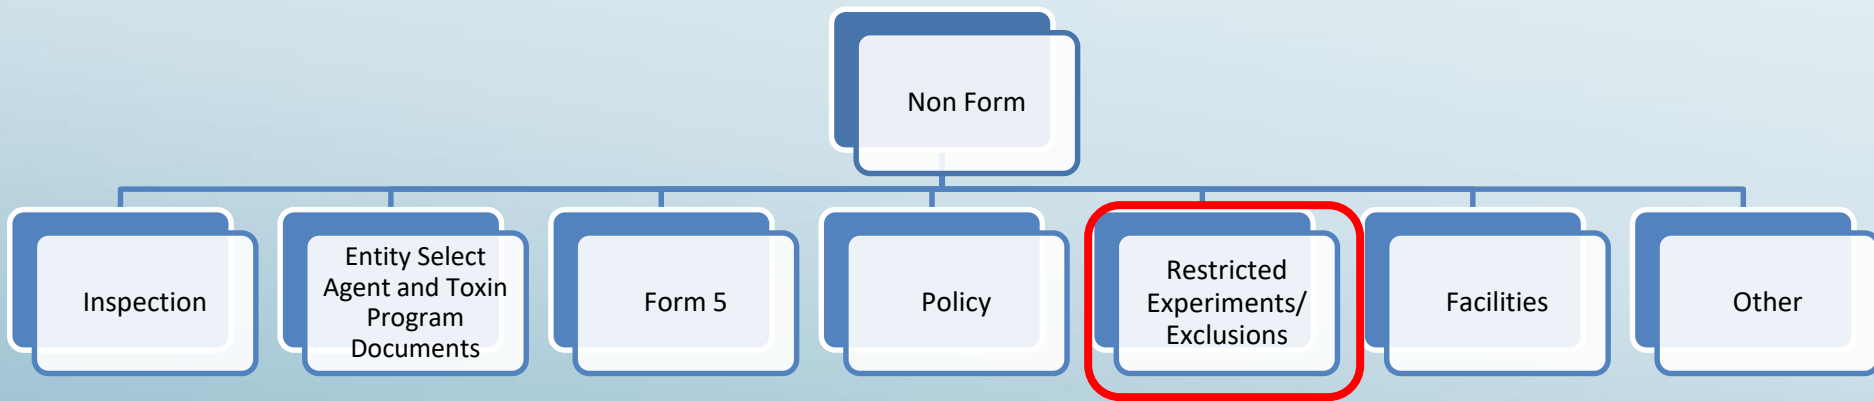 Non Form
Inspection
Entity Select
Agent and Toxin
Program
Documents
Form 5
Policy
Restricted
Experiments/
Exclusions
Facilities
Other